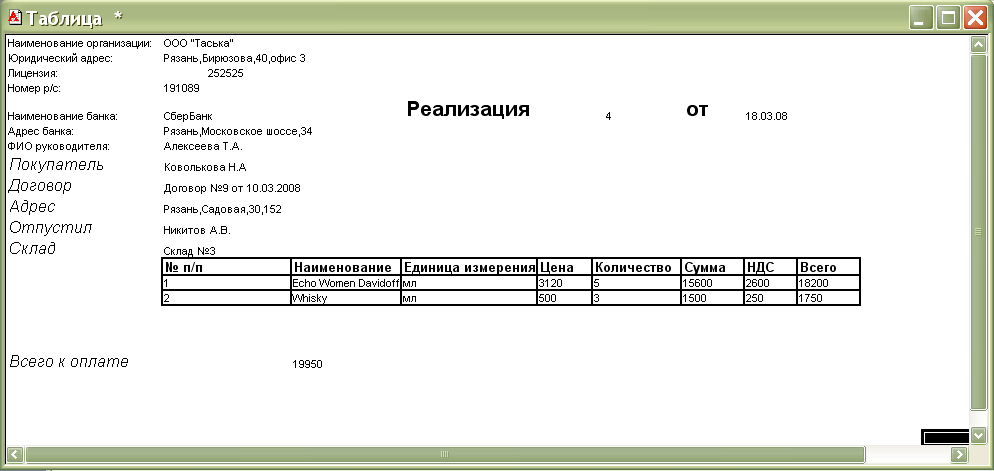 Таблица *
Наименование организации: ООО "Таська"
Юридический адрес: Рязань,Бирюзова,40,офис 3
Лицензия: 252525
Номер р/с: 191089
Реализация 4 от 18.03.08
Наименование банка: СберБанк
Адрес банка: Рязань,Московское шоссе,34
ФИО руководителя: Алексеева Т.А.
Покупатель Коволькова Н.А
Договор Договор №9 от 10.03.2008
Адрес Рязань,Садовая,30,152
Отпустил Никитов А.В.
Склад Склад №3
№ п/п Наименование Единица измерения Цена Количество Сумма НДС Всего
1 Echo Women Davidoff мл 3120 5 15600 2600 18200
2 Whisky мл 500 3 1500 250 1750
Всего к оплате 19950